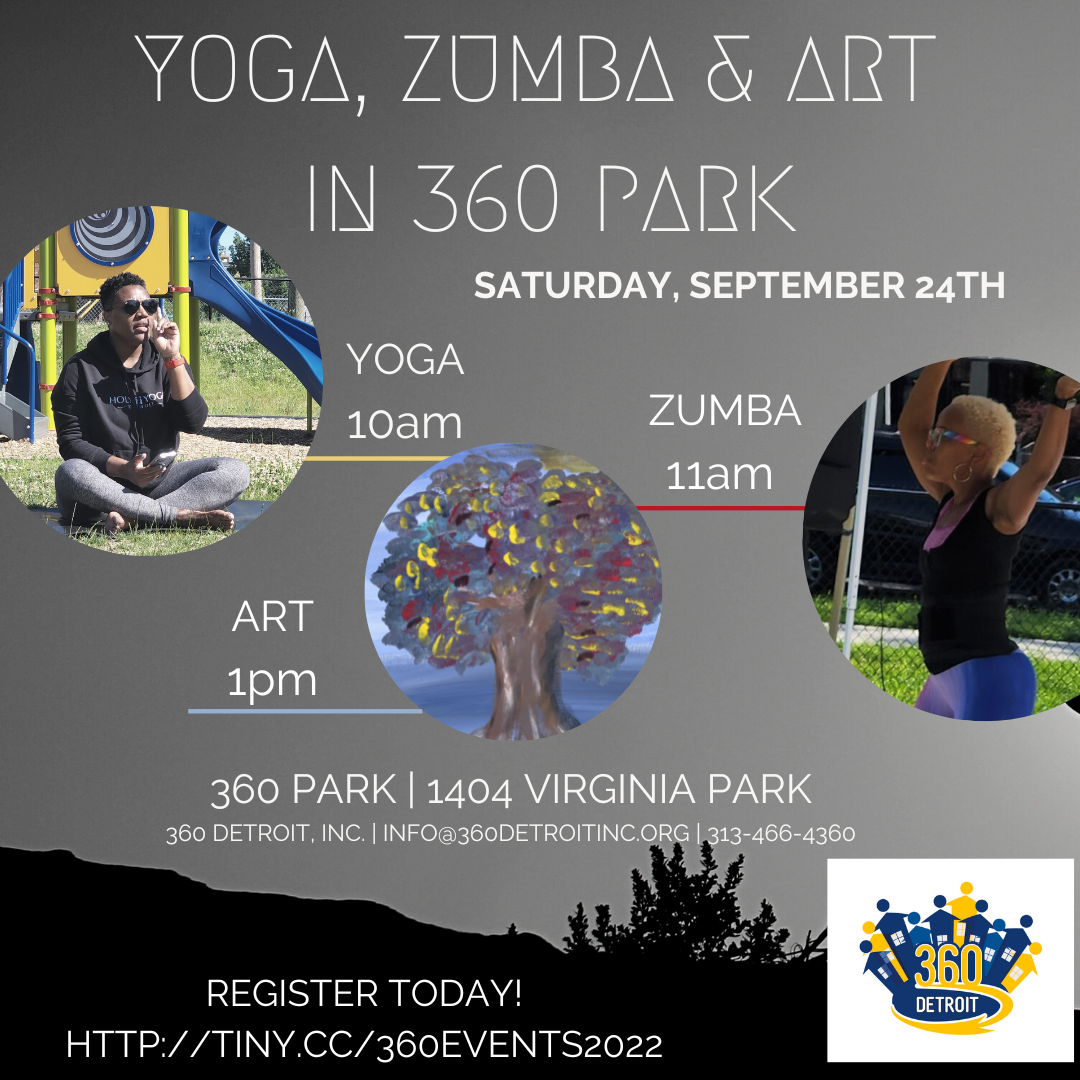 YOGA, ZUMBA & ART
IN 360 PARK
SATURDAY, SEPTEMBER 24TH
YOGA
10am
ZUMBA
11am
ART
1pm
360 PARK | 1404 VIRGINIA PARK
360 DETROIT, INC. | INFO@360DETROITINC.ORG | 313-466-4360
REGISTER TODAY!
HTTP://TINY.CC/360EVENTS2022
360
DETROIT